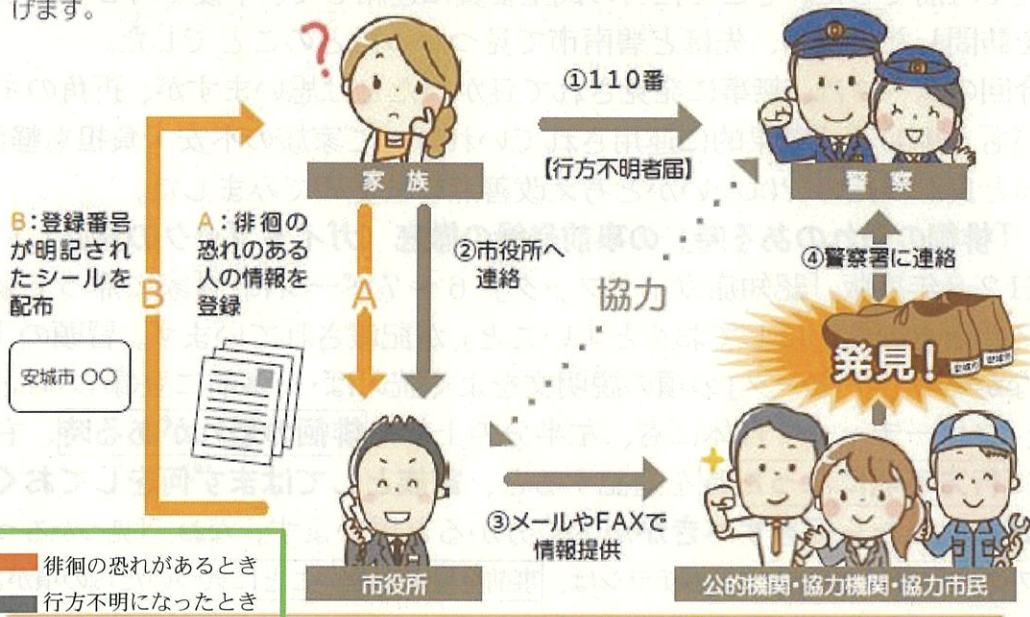 げます。
①110番
【行方不明者届】
家族
警察
B：登録番号
が明記され
たシールを
配布
A：徘徊の
恐れのある
人の情報を
登録
B
A
②市役所へ
連絡
協力
④警察署に連絡
安城市 〇〇
発見！
安城市
③メールやFAXで
情報提供
徘徊の恐れがあるとき
行方不明になったとき
市役所
公的機関・協力機関・協力市民